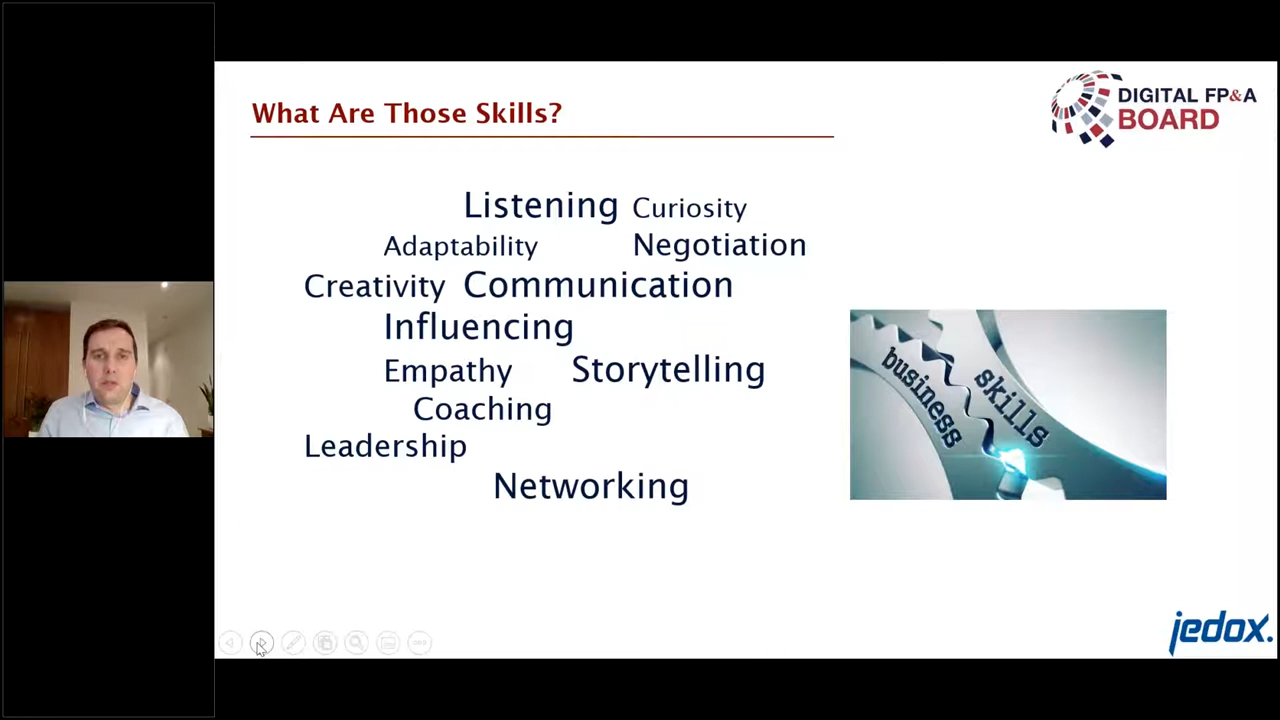 What Are Those Skills?
DIGITAL FP&A
BOARD
Listening Curiosity
Adaptability Negotiation
Creativity Communication
Influencing
Empathy Storytelling
Coaching
Leadership
Networking
business
skills
jedox.